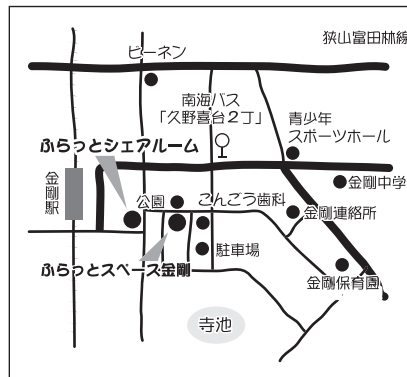 狭山富田林線
ビーネン
南海バス
「久野喜台2丁」
青少年
スポーツホール
ふらっとシェアルーム
金剛駅
公園
こんごう歯科
金剛中学
金剛連絡所
ふらっとスペース金剛
駐車場
金剛保育園
寺池